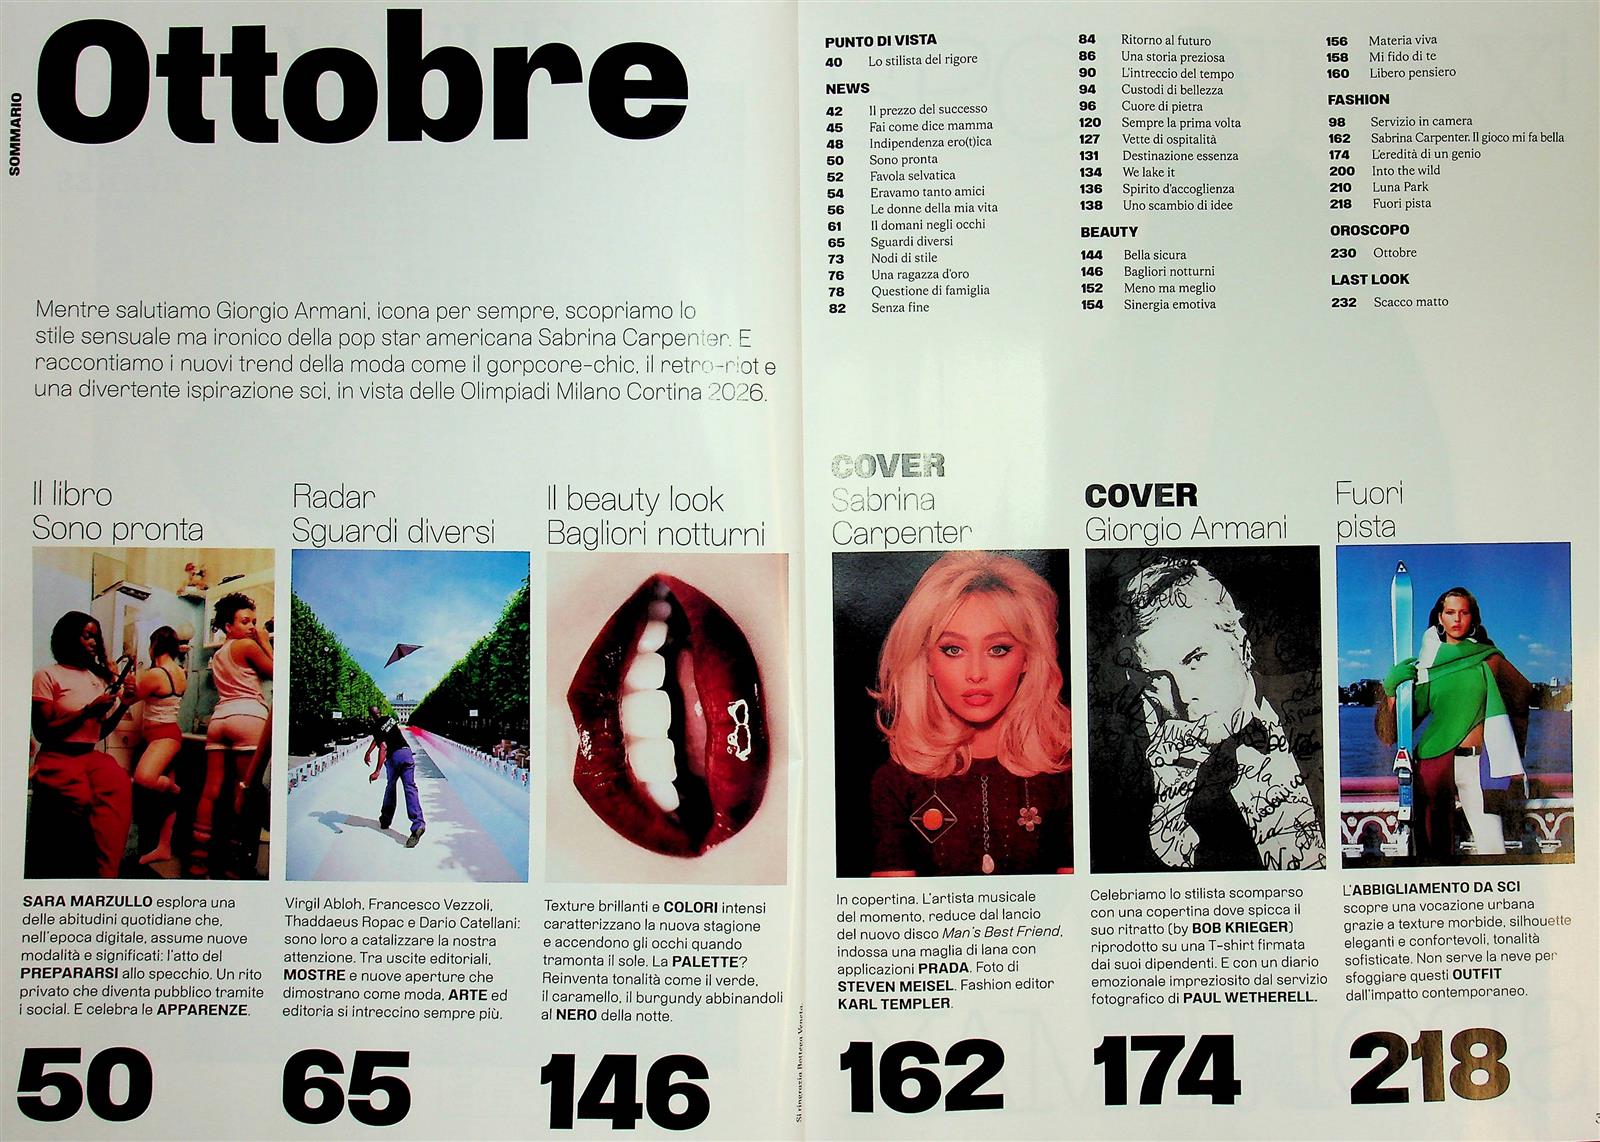 SOMMARIO
Ottobre
Mentre salutiamo Giorgio Armani, icona per sempre, scopriamo lo
stile sensuale ma ironico della pop star americana Sabrina Carpenter. E
raccontiamo i nuovi trend della moda come il gorpcore-chic, il retro-riot e
una divertente ispirazione sci, in vista delle Olimpiadi Milano Cortina 2026.
Il libro
Sono pronta
SARA MARZULLO esplora una
delle abitudini quotidiane che,
nell'epoca digitale, assume nuove
modalità e significati: l'atto del
PREPARARSI allo specchio. Un rito
privato che diventa pubblico tramite
i social. E celebra le APPARENZE.
50
Radar
Sguardi diversi
Virgil Abloh, Francesco Vezzoli,
Thaddaeus Ropac e Dario Catellani:
sono loro a catalizzare la nostra
attenzione. Tra uscite editoriali,
MOSTRE e nuove aperture che
dimostrano come moda, ARTE ed
editoria si intreccino sempre più.
65
Il beauty look
Bagliori notturni
Texture brillanti e COLORI intensi
caratterizzano la nuova stagione
e accendono gli occhi quando
tramonta il sole. La PALETTE?
Reinventa tonalità come il verde,
il caramello, il burgundy abbinandoli
al NERO della notte.
146
Si ringrazia Bottega Veneta.
PUNTO DI VISTA
40 Lo stilista del rigore
NEWS
42 Il prezzo del successo
45 Fai come dice mamma
48 Indipendenza ero(t)ica
50 Sono pronta
52 Favola selvatica
54 Eravamo tanto amici
56 Le donne della mia vita
61 Il domani negli occhi
65 Sguardi diversi
73 Nodi di stile
76 Una ragazza d'oro
78 Questione di famiglia
82 Senza fine
84 Ritorno al futuro
86 Una storia preziosa
90 L'intreccio del tempo
94 Custodi di bellezza
96 Cuore di pietra
120 Sempre la prima volta
127 Vette di ospitalità
131 Destinazione essenza
134 We lake it
136 Spirito d'accoglienza
138 Uno scambio di idee
BEAUTY
144 Bella sicura
146 Bagliori notturni
152 Meno ma meglio
154 Sinergia emotiva
156 Materia viva
158 Mi fido di te
160 Libero pensiero
FASHION
98 Servizio in camera
162 Sabrina Carpenter. Il gioco mi fa bella
174 L'eredità di un genio
200 Into the wild
210 Luna Park
218 Fuori pista
OROSCOPO
230 Ottobre
LAST LOOK
232 Scacco matto
COVER
Sabrina
Carpenter
In copertina. L'artista musicale
del momento, reduce dal lancio
del nuovo disco Man's Best Friend,
indossa una maglia di lana con
applicazioni PRADA. Foto di
STEVEN MEISEL. Fashion editor
KARL TEMPLER.
162
COVER
Giorgio Armani
Celebriamo lo stilista scomparso
con una copertina dove spicca il
suo ritratto (by BOB KRIEGER)
riprodotto su una T-shirt firmata
dai suoi dipendenti. E con un diario
emozionale impreziosito dal servizio
fotografico di PAUL WETHERELL.
174
Fuori
pista
L'ABBIGLIAMENTO DA SCI
scopre una vocazione urbana
grazie a texture morbide, silhouette
eleganti e confortevoli, tonalità
sofisticate. Non serve la neve per
sfoggiare questi OUTFIT
dall'impatto contemporaneo.
218